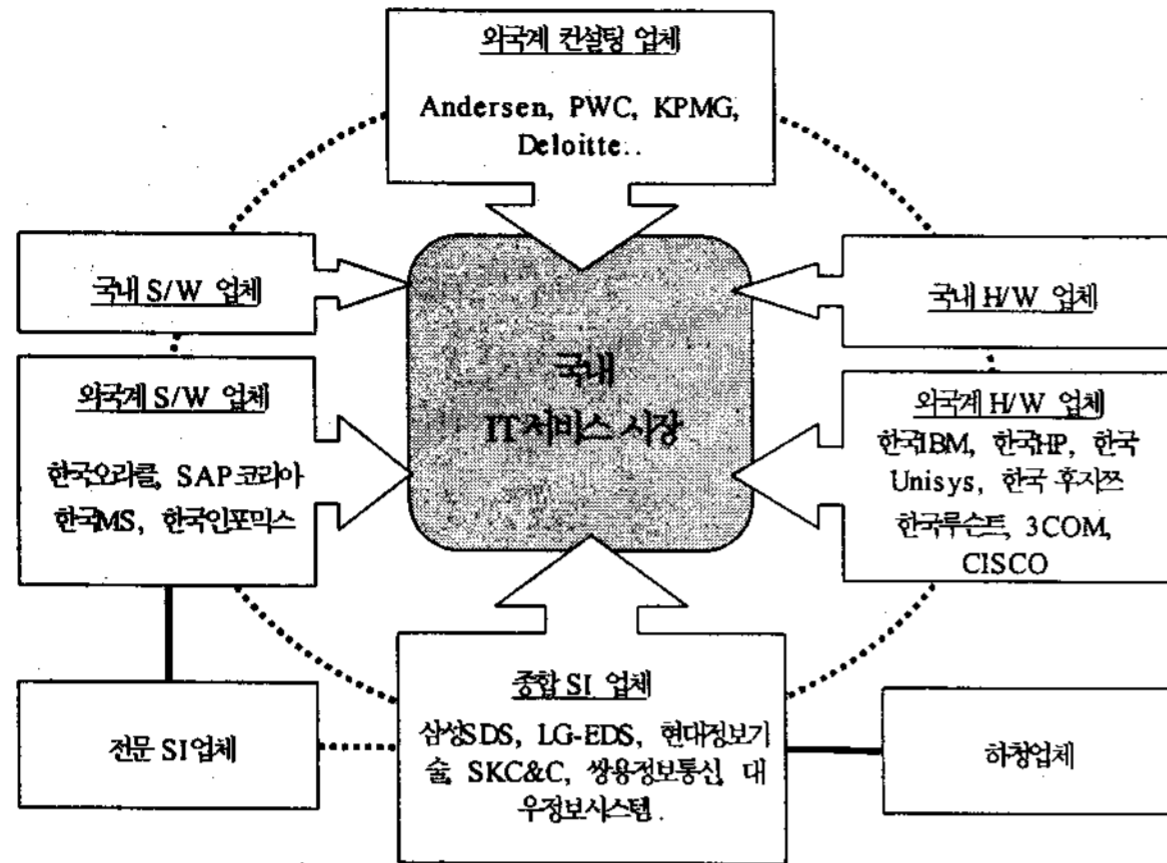 외국계 컨설팅 업체
Andersen, PWC, KPMG,
Deloitte..
국내 S/W 업체
국내 H/W 업체
외국계 S/W 업체
한국오라클, SAP코리아
한국MS, 한국인포믹스
국내
IT서비스 시장
외국계 H/W 업체
한국IBM, 한국HP, 한국
Unisys, 한국 후지쯔
한국루슨트, 3COM,
CISCO
전문 SI업체
종합 SI 업체
삼성SDS, LG-EDS, 현대정보기
술, SKC&C, 쌍용정보통신, 대
우정보시스템.
하청업체